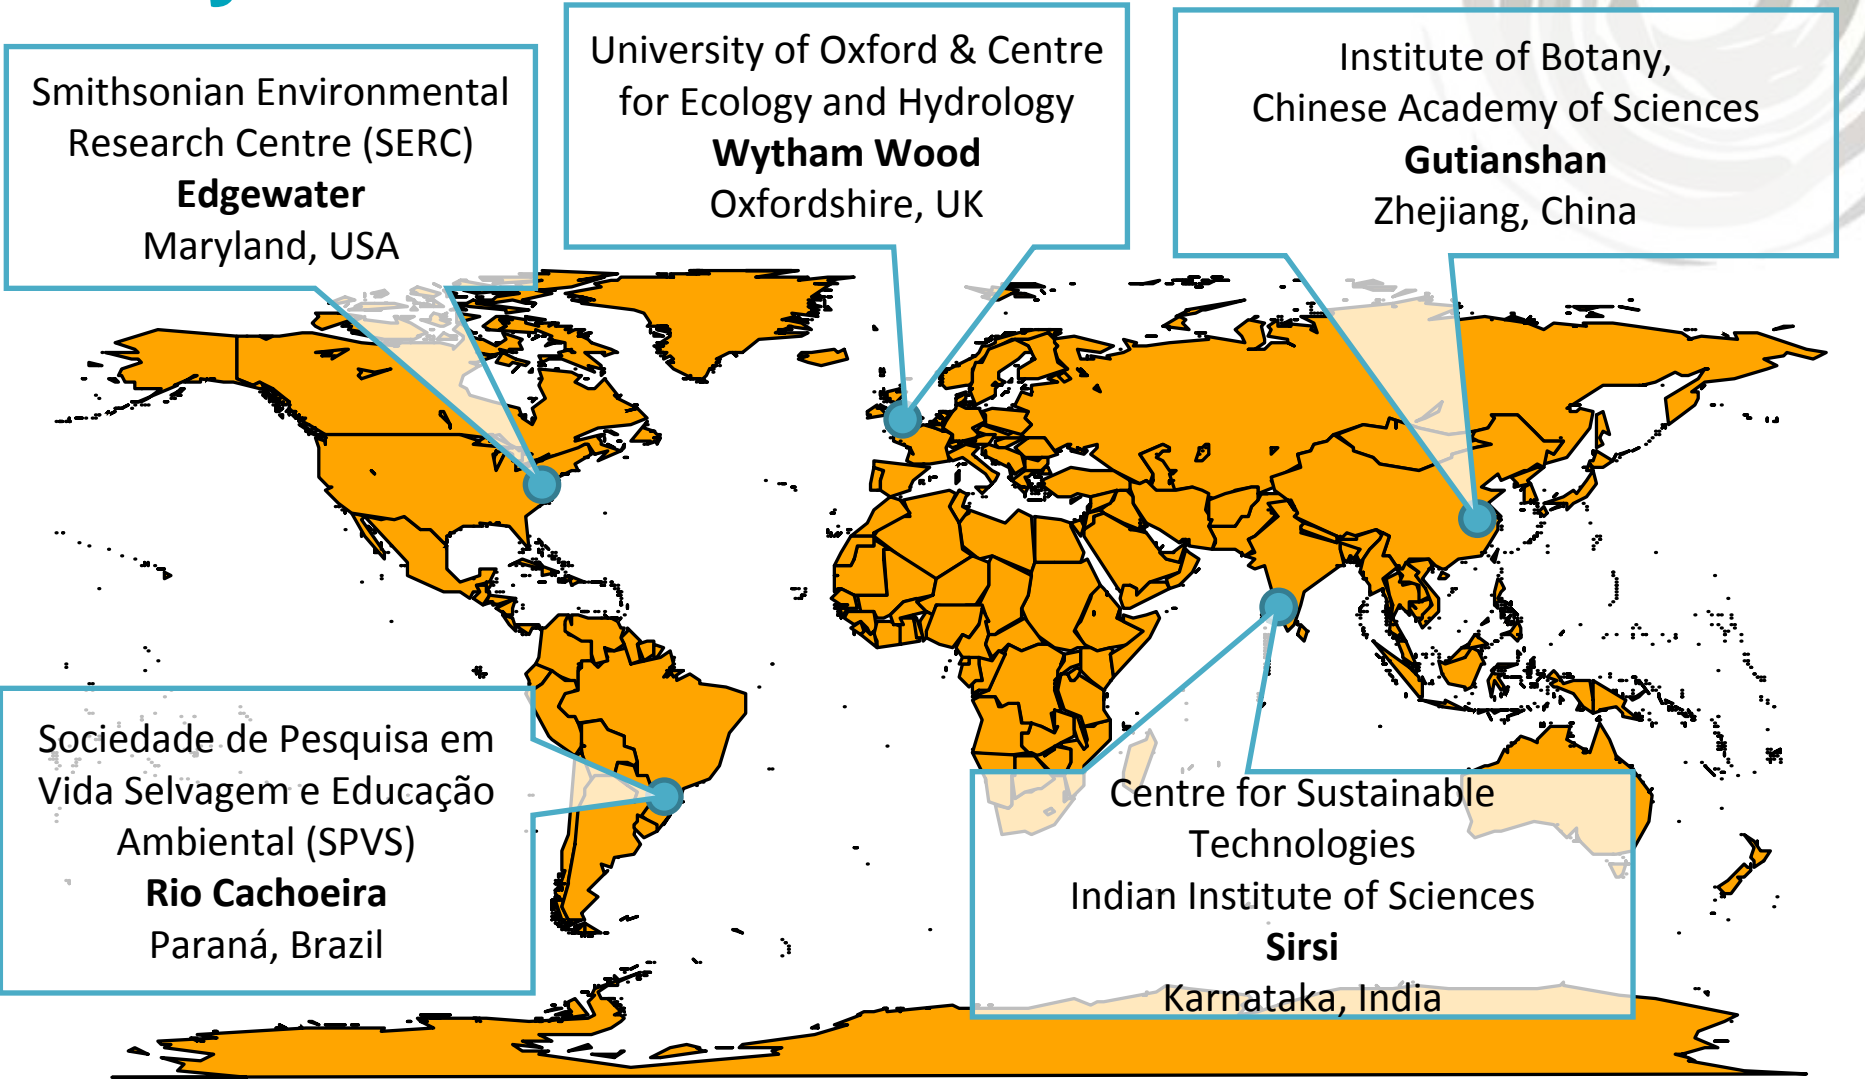 Smithsonian Environmental
Research Centre (SERC)
Edgewater
Maryland, USA
University of Oxford & Centre
for Ecology and Hydrology
Wytham Wood
Oxfordshire, UK
Institute of Botany,
Chinese Academy of Sciences
Gutianshan
Zhejiang, China
Sociedade de Pesquisa em
Vida Selvagem e Educação
Ambiental (SPVS)
Rio Cachoeira
Paraná, Brazil
Centre for Sustainable
Technologies
Indian Institute of Sciences
Sirsi
Karnataka, India